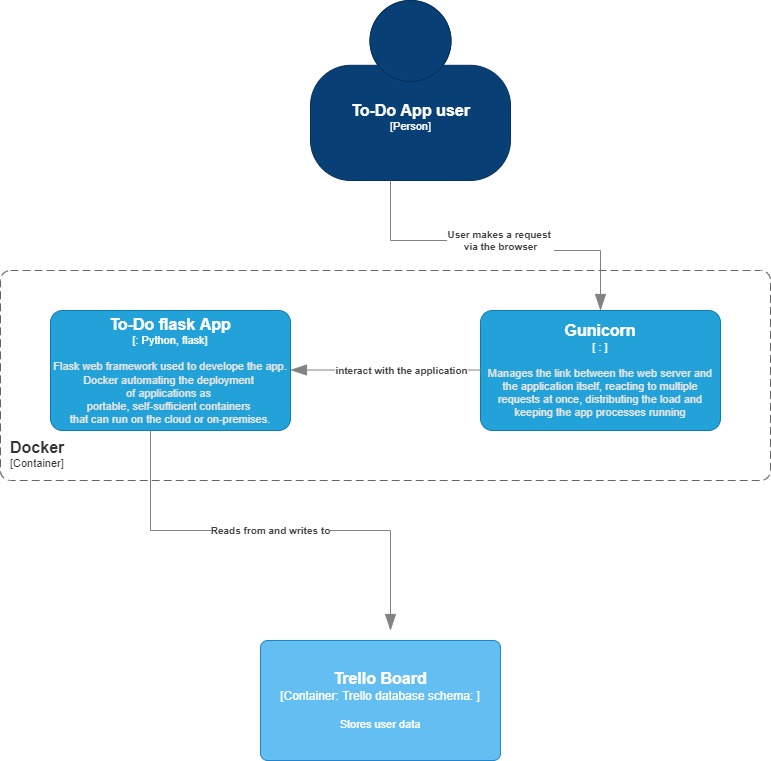 To-Do App user
[Person]
User makes a request
via the browser
To-Do flask App
[: Python, flask]
Flask web framework used to develope the app.
Docker automating the deployment
of applications as
portable, self-sufficient containers
that can run on the cloud or on-premises.
interact with the application
Gunicorn
[ : ]
Manages the link between the web server and
the application itself, reacting to multiple
requests at once, distributing the load and
keeping the app processes running
Docker
[Container]
Reads from and writes to
Trello Board
[Container: Trello database schema: ]
Stores user data